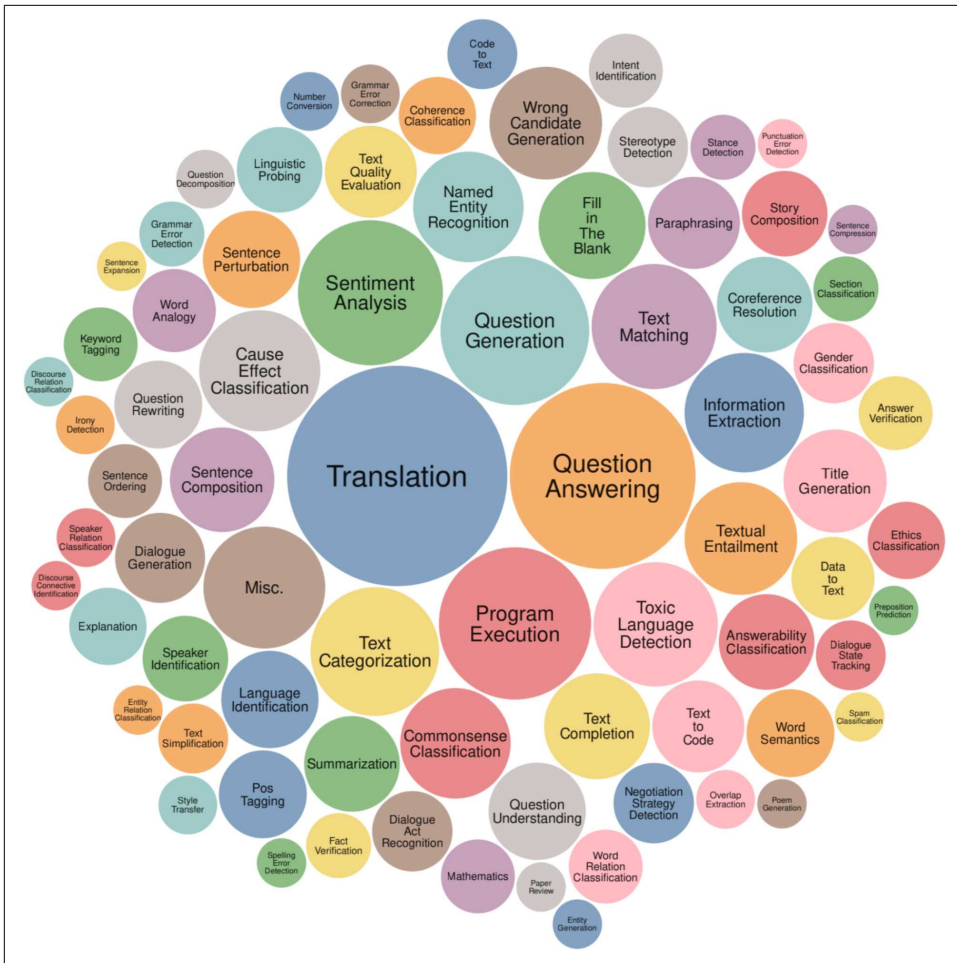 Code
to
Text
Intent
Identification
Number
Conversion
Grammar
Error
Correction
Coherence
Classification
Wrong
Candidate
Generation
Stereotype
Detection
Stance
Detection
Punctuation
Error
Detection
Question
Decomposition
Linguistic
Probing
Text
Quality
Evaluation
Named
Entity
Recognition
Fill
in
The
Blank
Paraphrasing
Story
Composition
Sentence
Compression
Grammar
Error
Detection
Sentence
Expansion
Sentence
Perturbation
Sentiment
Analysis
Question
Generation
Text
Matching
Coreference
Resolution
Section
Classification
Word
Analogy
Keyword
Tagging
Cause
Effect
Classification
Gender
Classification
Discourse
Relation
Classification
Question
Rewriting
Irony
Detection
Information
Extraction
Answer
Verification
Sentence
Ordering
Sentence
Composition
Translation
Question
Answering
Title
Generation
Speaker
Relation
Classification
Dialogue
Generation
Textual
Entailment
Ethics
Classification
Discourse
Connective
Identification
Misc.
Data
to
Text
Explanation
Program
Execution
Toxic
Language
Detection
Answerability
Classification
Preposition
Prediction
Speaker
Identification
Text
Categorization
Dialogue
State
Tracking
Entity
Relation
Classification
Language
Identification
Text
Simplification
Commonsense
Classification
Text
Completion
Text
to
Code
Word
Semantics
Spam
Classification
Summarization
Style
Transfer
Pos
Tagging
Question
Understanding
Negotiation
Strategy
Detection
Overlap
Extraction
Poem
Generation
Spelling
Error
Detection
Fact
Verification
Dialogue
Act
Recognition
Mathematics
Paper
Review
Word
Relation
Classification
Entity
Generation